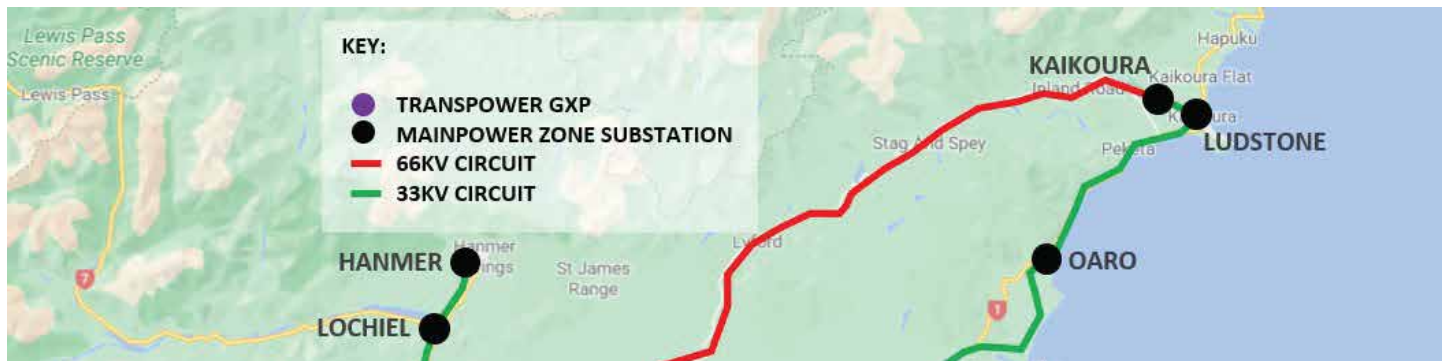 Lewis Pass
Scenic Reserve
Lewis Pass
7
KEY:
TRANSPOWER GXP
MAINPOWER ZONE SUBSTATION
66KV CIRCUIT
33KV CIRCUIT
Hapuku
KAIKOURA
Kaikoura Flat
Inland Road
LUDSTONE
Stag And Spey
Peketa
Lyford
HANMER
Hanmer
St James
Range
OARO
1
LOCHIEL